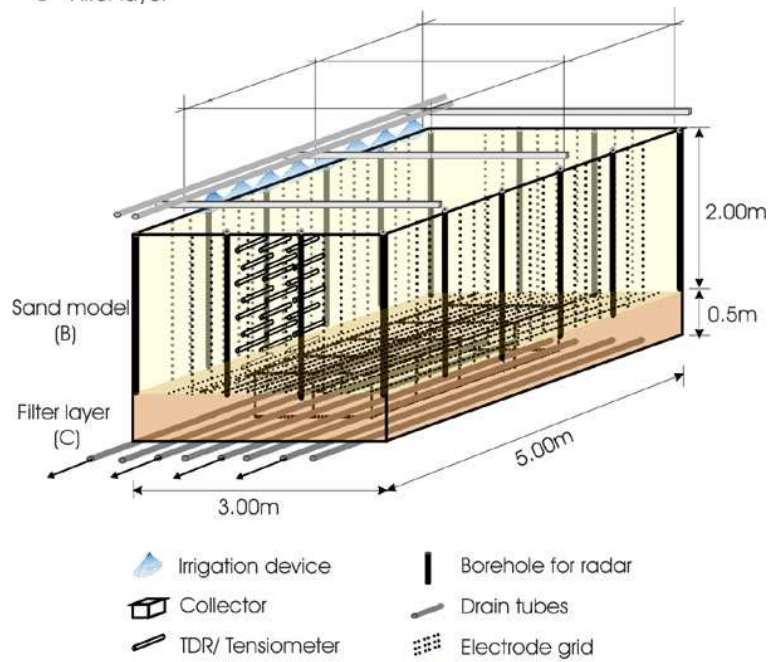 2.00m
Sand model
(B)
0.5m
Filter layer
(C)
5.00m
3.00m
Irrigation device
Borehole for radar
Collector
Drain tubes
TDR/ Tensiometer
Electrode grid